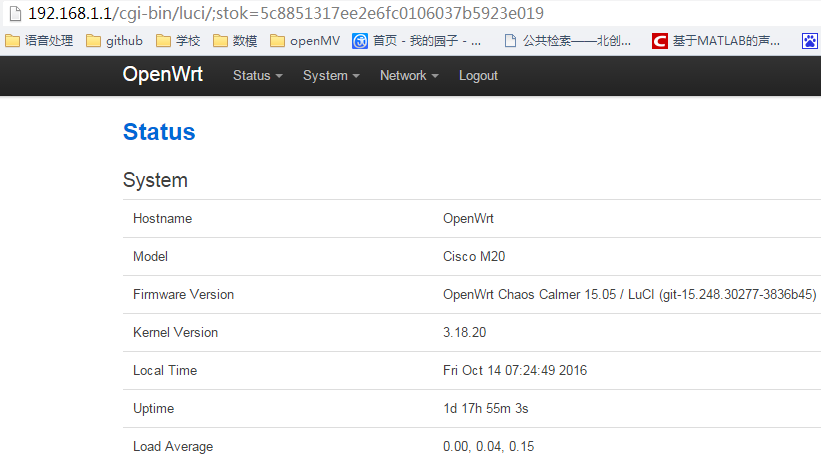 192.168.1.1/cgi-bin/luci/;stok=5c8851317ee2e6fc0106037b5923e019
语音处理 github 学校 数模 openMV 首页 - 我的园子 - ... 公共检索——北创... 基于MATLAB的声...
OpenWrt Status System Network Logout
Status
System
Hostname OpenWrt
Model Cisco M20
Firmware Version OpenWrt Chaos Calmer 15.05 / LuCI (git-15.248.30277-3836b45)
Kernel Version 3.18.20
Local Time Fri Oct 14 07:24:49 2016
Uptime 1d 17h 55m 3s
Load Average 0.00, 0.04, 0.15